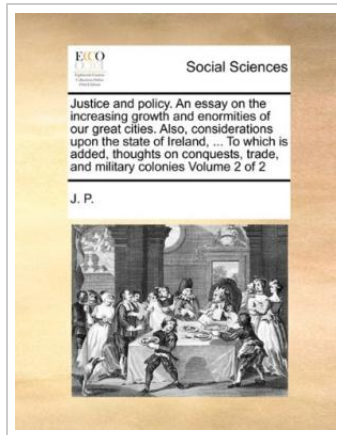 ECCO
Social Sciences
Justice and policy. An essay on the
increasing growth and enormities of
our great cities. Also, considerations
upon the state of Ireland, ... To which is
added, thoughts on conquests, trade,
and military colonies Volume 2 of 2
J. P.